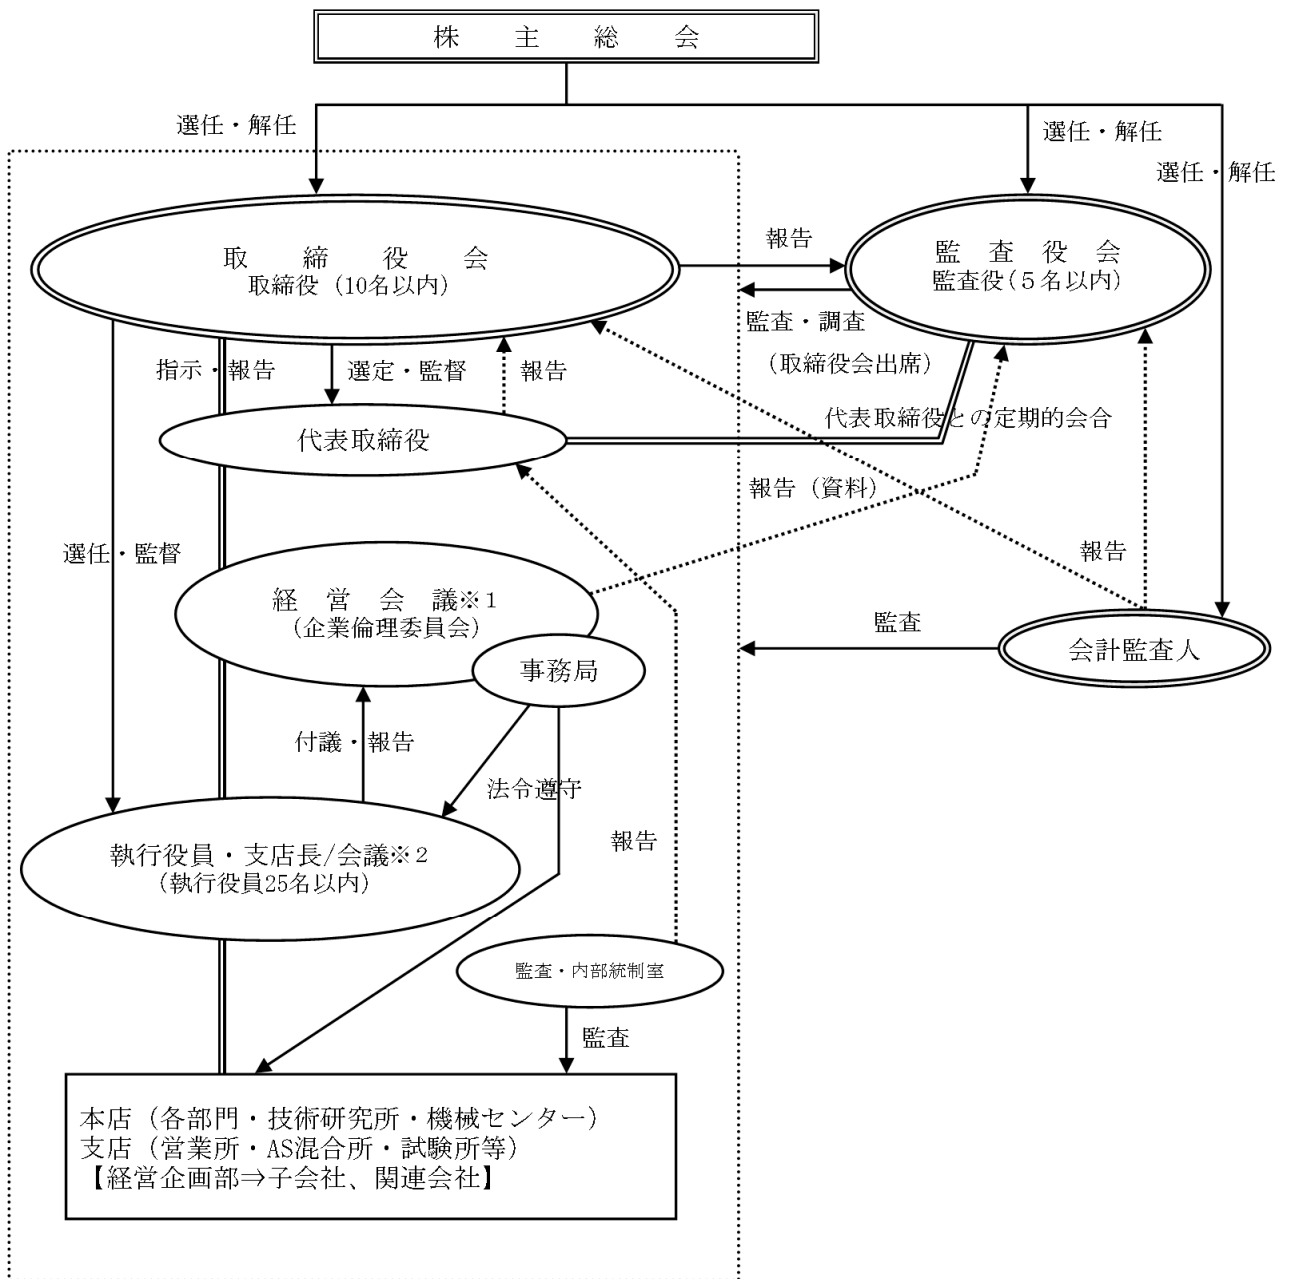 株主総会
選任・解任
選任・解任
選任・解任
取締役会
取締役（10名以内）
報告
監査役会
監査役（５名以内）
監査・調査
（取締役会出席）
指示・報告
選定・監督
報告
代表取締役との定期的会合
代表取締役
報告（資料）
選任・監督
報告
経営会議※１
（企業倫理委員会）
監査
会計監査人
事務局
付議・報告
法令遵守
報告
執行役員・支店長/会議※２
（執行役員25名以内）
監査・内部統制室
監査
本店（各部門・技術研究所・機械センター）
支店（営業所・AS混合所・試験所等）
【経営企画部⇒子会社、関連会社】